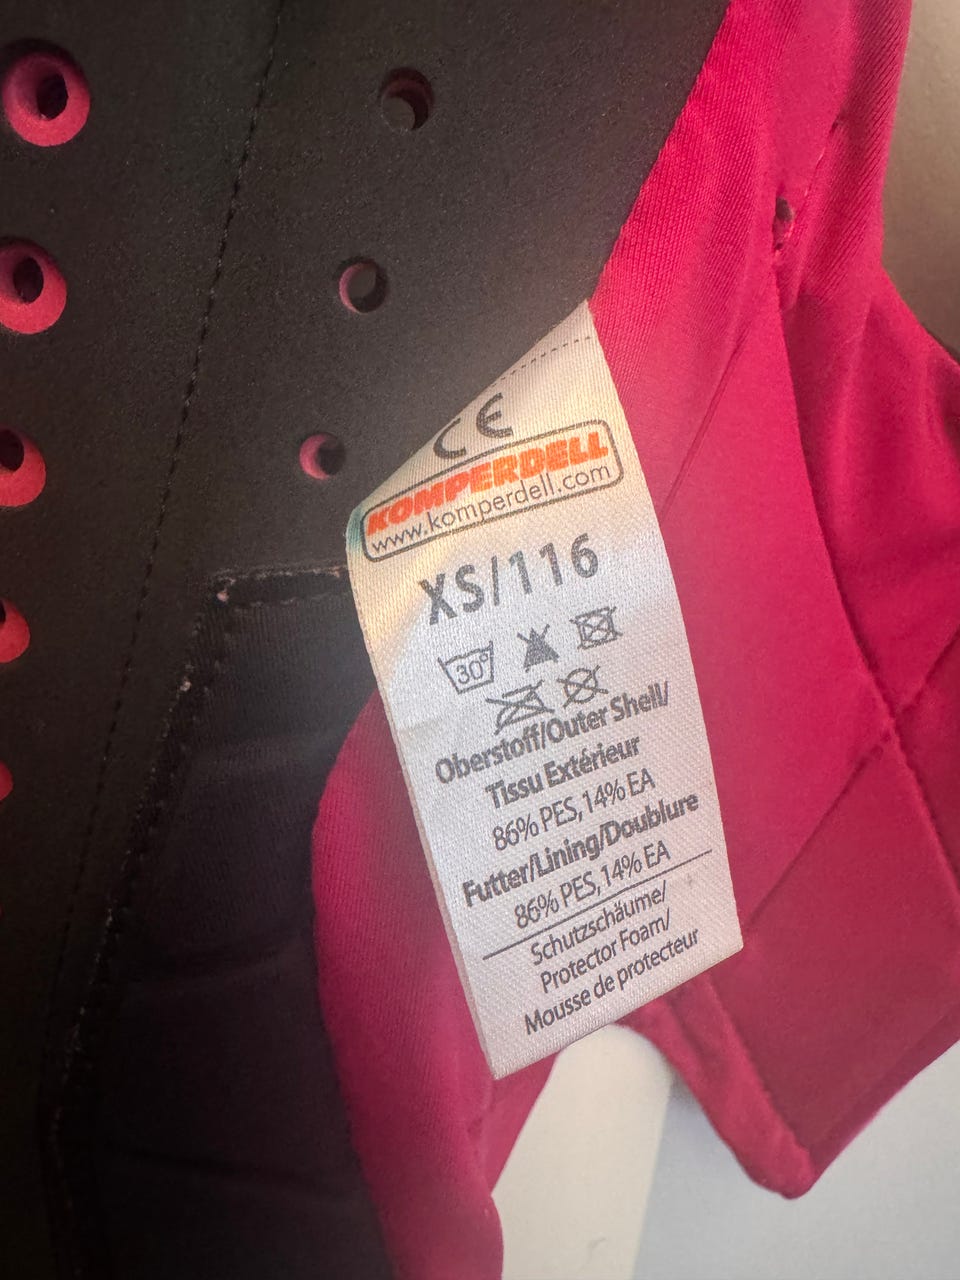 CE
KOMPERDELL
www.komperdell.com
XS/116
30°
Oberstoff/Outer Shell/
Tissu Extérieur
86% PES, 14% EA
Futter/Lining/Doublure
86% PES, 14% EA
Schutzschäume/
Protector Foam/
Mousse de protecteur